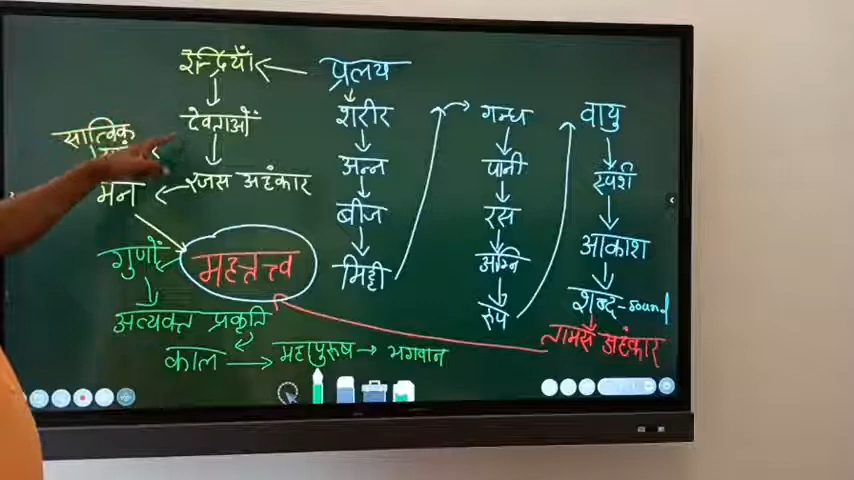 इन्द्रियाँ ← प्रलय
देवताओं
सात्विक
मन ← रजस अहंकार
शरीर
अन्न
बीज
मिट्टी
गन्ध
पानी
रस
अग्नि
रुप
वायु
स्पर्श
आकाश
शब्द - sound
तामस अहंकार
महत्तत्त्व
गुणों
अव्यक्त प्रकृति
काल → महापुरुष → भगवान